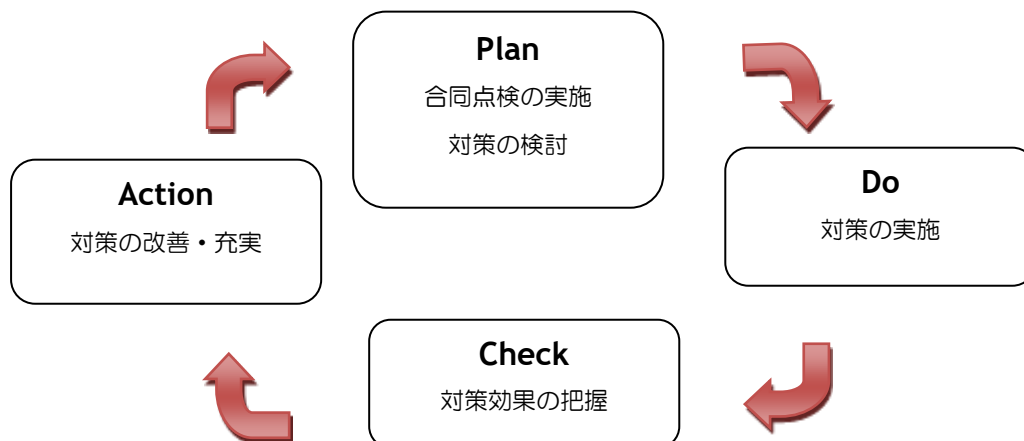 Plan
合同点検の実施
対策の検討
Do
対策の実施
Check
対策効果の把握
Action
対策の改善・充実